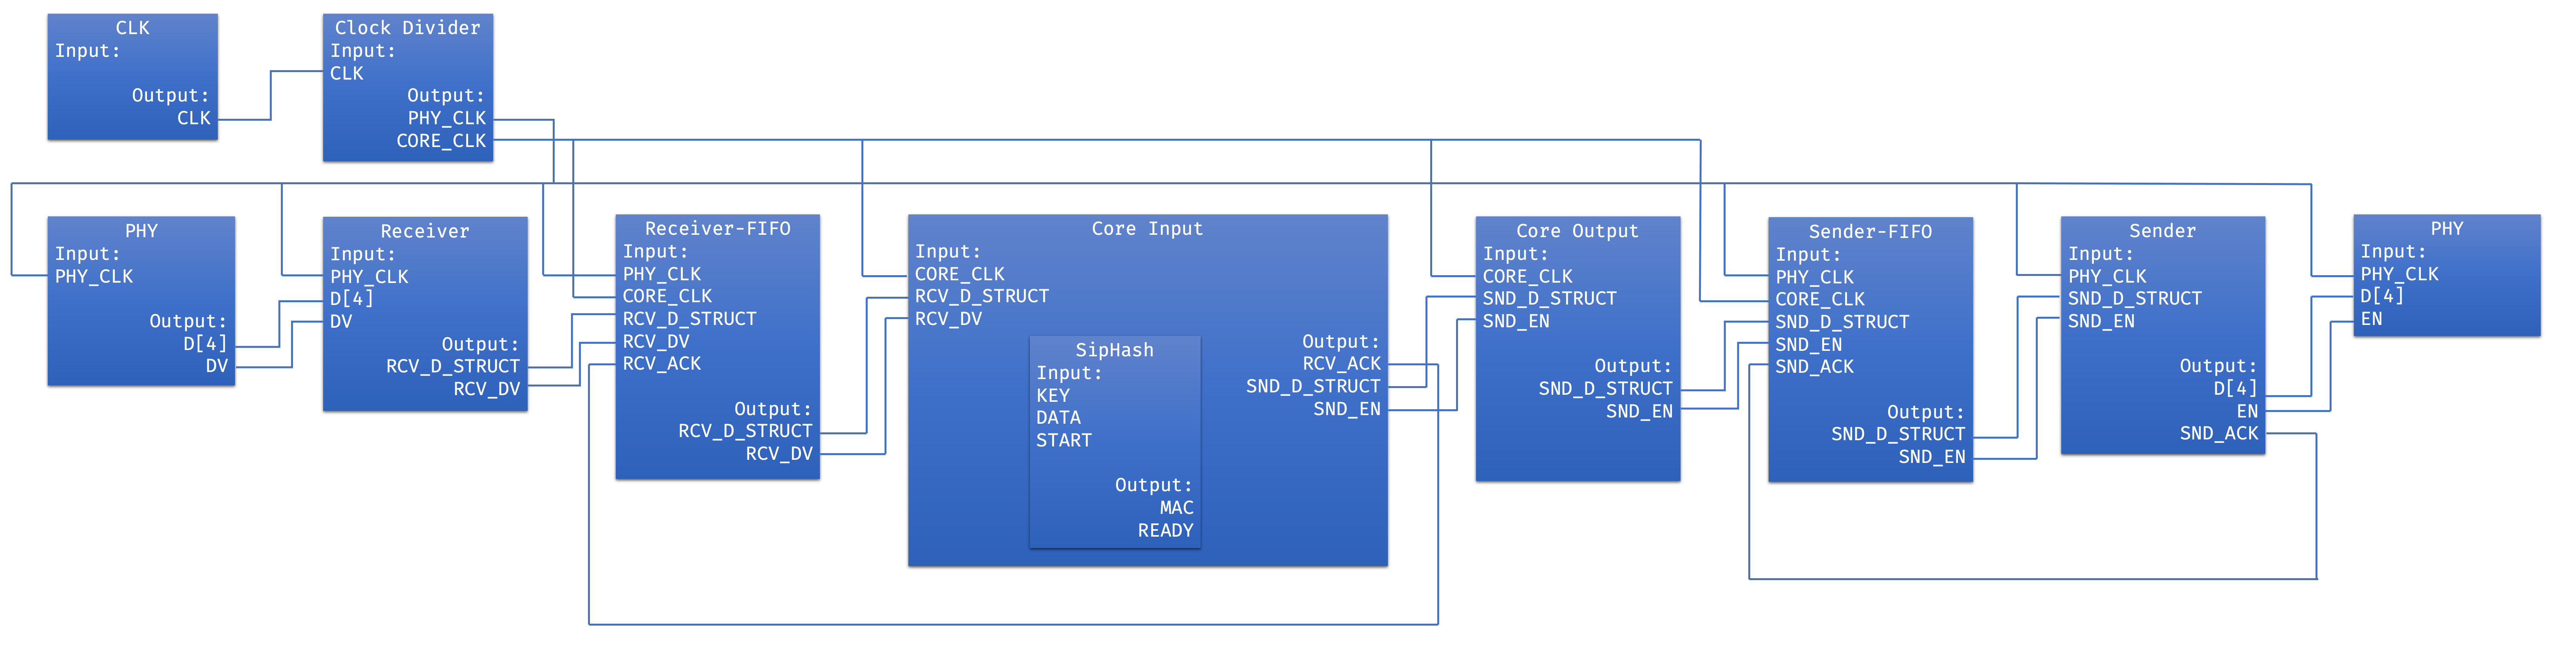 CLK
Input:
Output:
CLK
Clock Divider
Input:
CLK
Output:
PHY_CLK
CORE_CLK
PHY
Input:
PHY_CLK
Output:
D[4]
DV
Receiver
Input:
PHY_CLK
D[4]
DV
Output:
RCV_D_STRUCT
RCV_DV
Receiver-FIFO
Input:
PHY_CLK
CORE_CLK
RCV_D_STRUCT
RCV_DV
RCV_ACK
Output:
RCV_D_STRUCT
RCV_DV
Core Input
Input:
CORE_CLK
RCV_D_STRUCT
RCV_DV
SipHash
Input:
KEY
DATA
START
Output:
MAC
READY
Output:
RCV_ACK
SND_D_STRUCT
SND_EN
Core Output
Input:
CORE_CLK
SND_D_STRUCT
SND_EN
Output:
SND_D_STRUCT
SND_EN
Sender-FIFO
Input:
PHY_CLK
CORE_CLK
SND_D_STRUCT
SND_EN
SND_ACK
Output:
SND_D_STRUCT
SND_EN
Sender
Input:
PHY_CLK
SND_D_STRUCT
SND_EN
Output:
D[4]
EN
SND_ACK
PHY
Input:
PHY_CLK
D[4]
EN